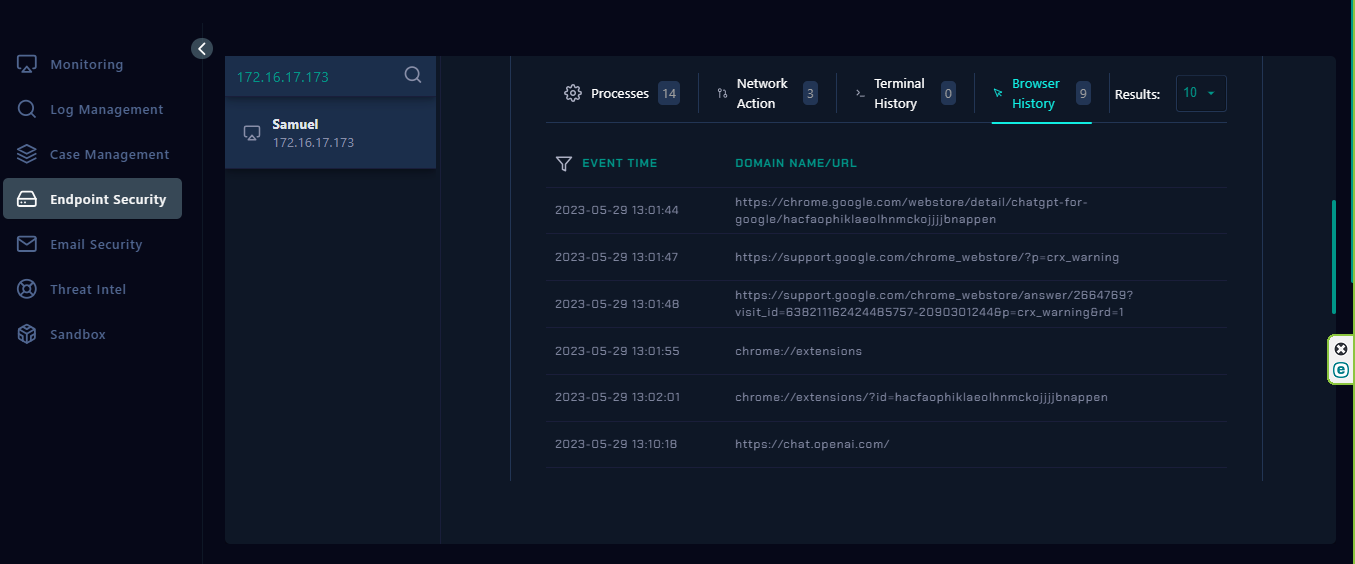 Monitoring
Log Management
Case Management
Endpoint Security
Email Security
Threat Intel
Sandbox
172.16.17.173
Samuel
172.16.17.173
Processes 14
Network Action 3
Terminal History 0
Browser History 9
Results: 10
EVENT TIME DOMAIN NAME/URL
2023-05-29 13:01:44 https://chrome.google.com/webstore/detail/chatgpt-for-
google/hacfaophiklaeolhnmckojjjjbnappen
2023-05-29 13:01:47 https://support.google.com/chrome_webstore/?p=crx_warning
2023-05-29 13:01:48 https://support.google.com/chrome_webstore/answer/2664769?
visit_id=638211162424485757-2090301244&p=crx_warning&rd=1
2023-05-29 13:01:55 chrome://extensions
2023-05-29 13:02:01 chrome://extensions/?id=hacfaophiklaeolhnmckojjjjbnappen
2023-05-29 13:10:18 https://chat.openai.com/